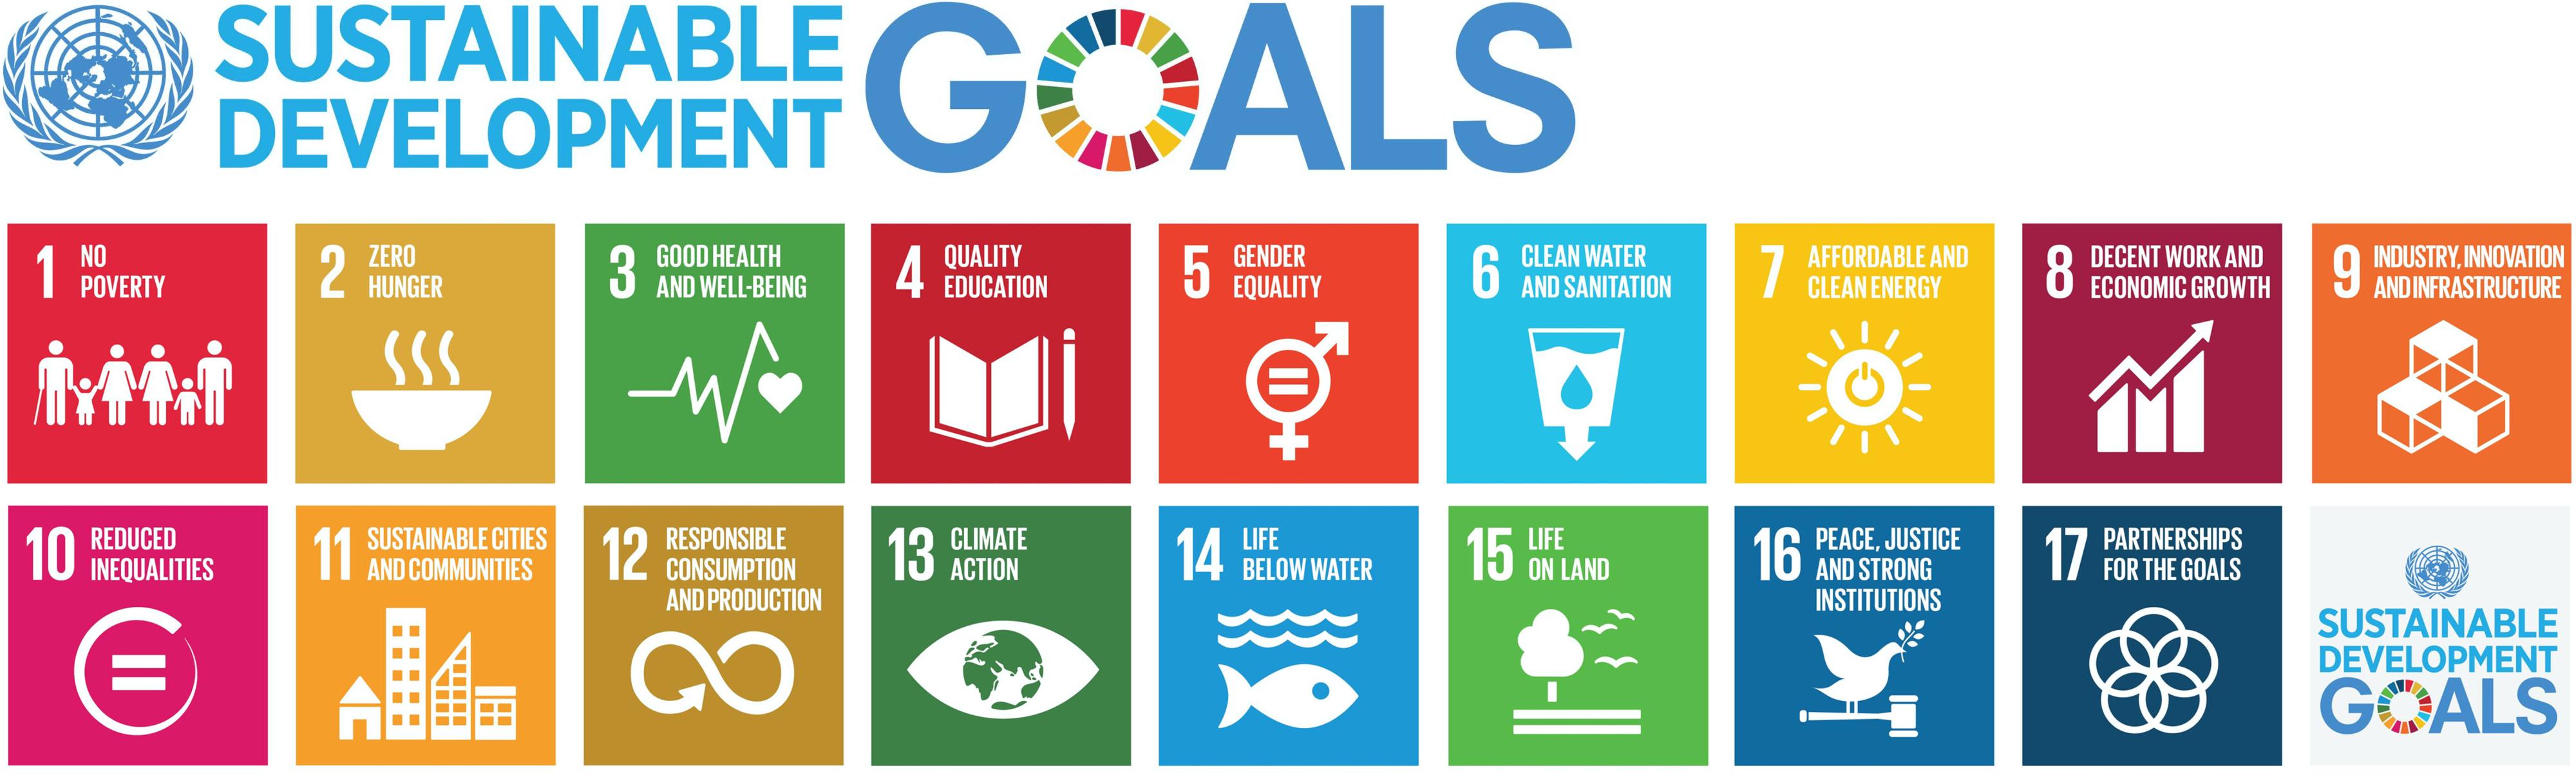 SUSTAINABLE
DEVELOPMENT
GOALS
1 NO
POVERTY
2 ZERO
HUNGER
3 GOOD HEALTH
AND WELL-BEING
4 QUALITY
EDUCATION
5 GENDER
EQUALITY
6 CLEAN WATER
AND SANITATION
7 AFFORDABLE AND
CLEAN ENERGY
8 DECENT WORK AND
ECONOMIC GROWTH
9 INDUSTRY, INNOVATION
AND INFRASTRUCTURE
10 REDUCED
INEQUALITIES
11 SUSTAINABLE CITIES
AND COMMUNITIES
12 RESPONSIBLE
CONSUMPTION
AND PRODUCTION
13 CLIMATE
ACTION
14 LIFE
BELOW WATER
15 LIFE
ON LAND
16 PEACE, JUSTICE
AND STRONG
INSTITUTIONS
17 PARTNERSHIPS
FOR THE GOALS
SUSTAINABLE
DEVELOPMENT
GOALS